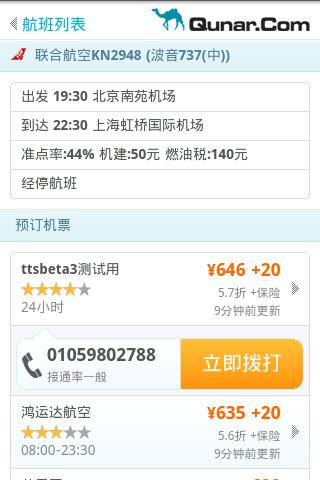 航班列表
Qunar.Com
联合航空KN2948 (波音737(中))
出发 19:30 北京南苑机场
到达 22:30 上海虹桥国际机场
准点率:44% 机建:50元 燃油税:140元
经停航班
预订机票
ttsbeta3测试用
¥646 +20
5.7折 +保险
24小时
9分钟前更新
01059802788
接通率一般
立即拨打
鸿运达航空
¥635 +20
5.6折 +保险
08:00-23:30
9分钟前更新